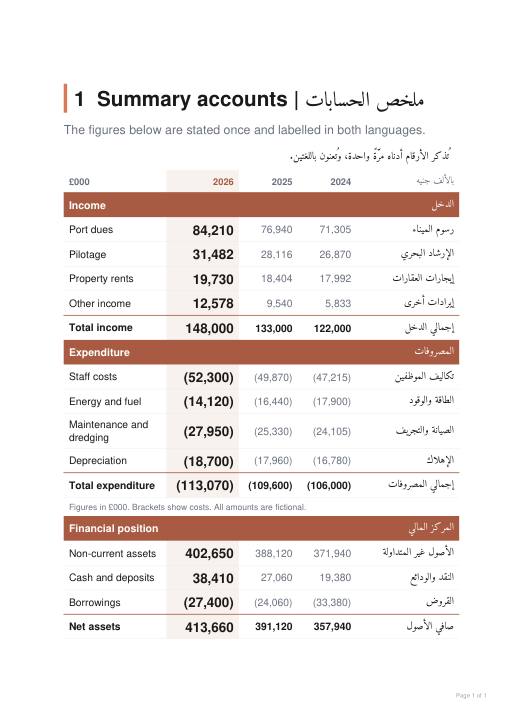 1 Summary accounts | ملخص الحسابات
The figures below are stated once and labelled in both languages.
تُذكر الأرقام أدناه مرّةً واحدة، وتُعنون باللغتين.
£000 2026 2025 2024 بالألف جنيه
Income الدخل
Port dues 84,210 76,940 71,305 رسوم الميناء
Pilotage 31,482 28,116 26,870 الإرشاد البحري
Property rents 19,730 18,404 17,992 إيجارات العقارات
Other income 12,578 9,540 5,833 إيرادات أخرى
Total income 148,000 133,000 122,000 إجمالي الدخل
Expenditure المصروفات
Staff costs (52,300) (49,870) (47,215) تكاليف الموظفين
Energy and fuel (14,120) (16,440) (17,900) الطاقة والوقود
Maintenance and
dredging (27,950) (25,330) (24,105) الصيانة والتجريف
Depreciation (18,700) (17,960) (16,780) الإهلاك
Total expenditure (113,070) (109,600) (106,000) إجمالي المصروفات
Figures in £000. Brackets show costs. All amounts are fictional.
Financial position المركز المالي
Non-current assets 402,650 388,120 371,940 الأصول غير المتداولة
Cash and deposits 38,410 27,060 19,380 النقد والودائع
Borrowings (27,400) (24,060) (33,380) القروض
Net assets 413,660 391,120 357,940 صافي الأصول
Page 1 of 1